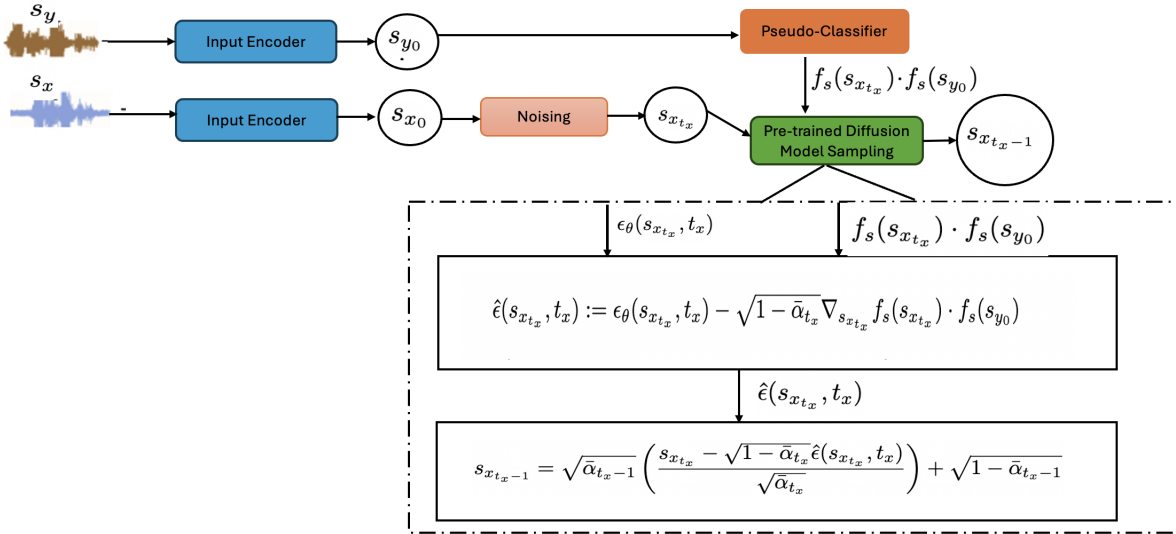 s_y
Input Encoder
s_{y_0}
Pseudo-Classifier
f_s(s_{x_{t_x}})·f_s(s_{y_0})
s_x
Input Encoder
s_{x_0}
Noising
s_{x_{t_x}}
Pre-trained Diffusion
Model Sampling
s_{x_{t_x-1}}
ϵ_θ(s_{x_{t_x}}, t_x)
f_s(s_{x_{t_x}}) · f_s(s_{y_0})
ϵ̂(s_{x_{t_x}}, t_x) := ϵ_θ(s_{x_{t_x}}, t_x) − √(1 − ᾱ_{t_x}) ∇_{s_{x_{t_x}}} f_s(s_{x_{t_x}}) · f_s(s_{y_0})
ϵ̂(s_{x_{t_x}}, t_x)
s_{x_{t_x-1}} = √(ᾱ_{t_x-1}) ( (s_{x_{t_x}} − √(1 − ᾱ_{t_x}) ϵ̂(s_{x_{t_x}}, t_x)) / √(ᾱ_{t_x}) ) + √(1 − ᾱ_{t_x-1})